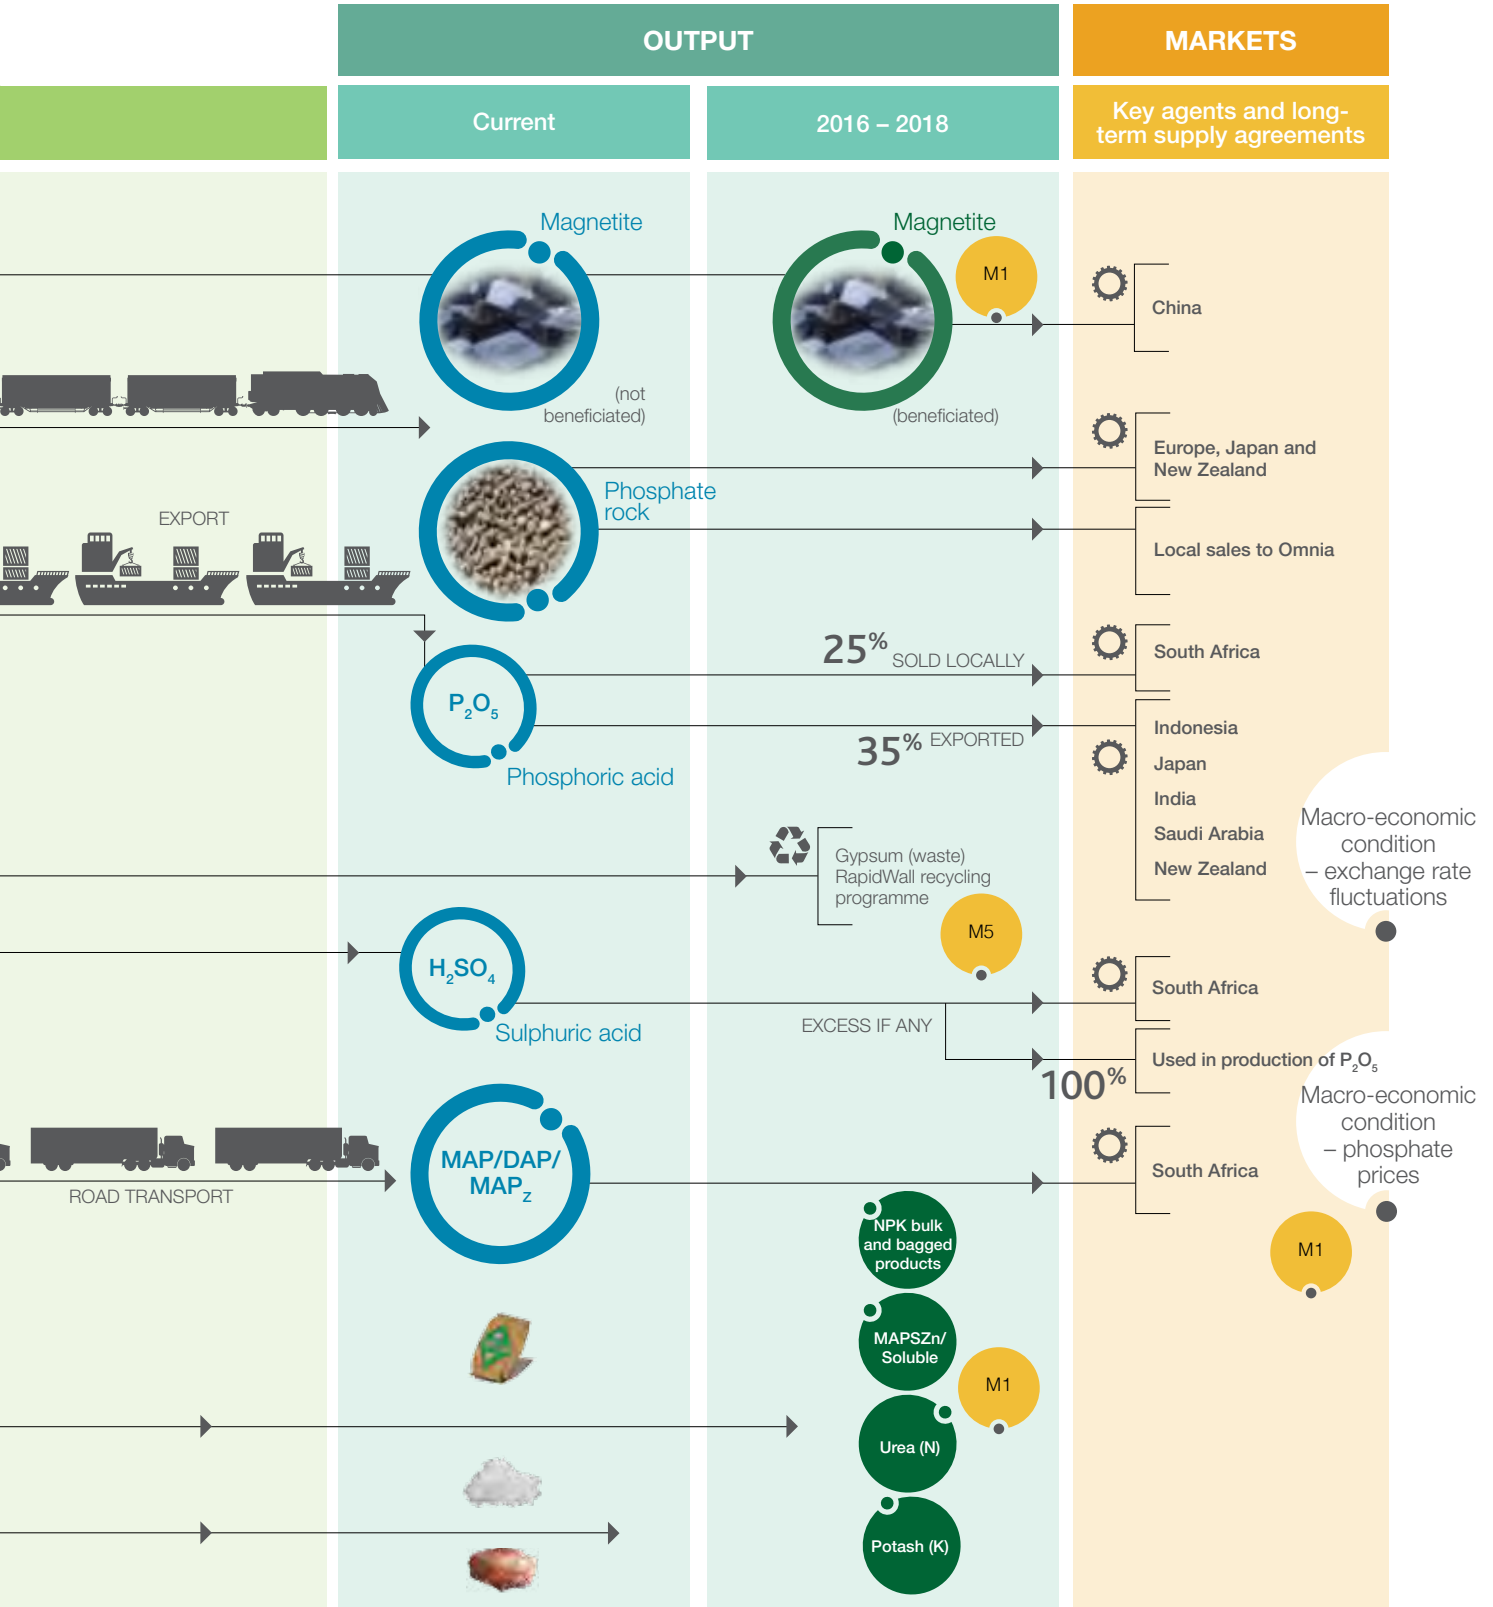 OUTPUT
MARKETS
Current
2016 – 2018
Key agents and long-
term supply agreements
Magnetite
(not
beneficiated)
Magnetite
M1
(beneficiated)
China
Phosphate
rock
Europe, Japan and
New Zealand
Local sales to Omnia
EXPORT
25% SOLD LOCALLY
South Africa
P₂O₅
Phosphoric acid
35% EXPORTED
Indonesia
Japan
India
Saudi Arabia
New Zealand
Macro-economic
condition
– exchange rate
fluctuations
Gypsum (waste)
RapidWall recycling
programme
M5
H₂SO₄
Sulphuric acid
South Africa
EXCESS IF ANY
100%
Used in production of P₂O₅
Macro-economic
condition
– phosphate
prices
M1
ROAD TRANSPORT
MAP/DAP/
MAPz
South Africa
NPK bulk
and bagged
products
MAPSZn/
Soluble
M1
Urea (N)
Potash (K)